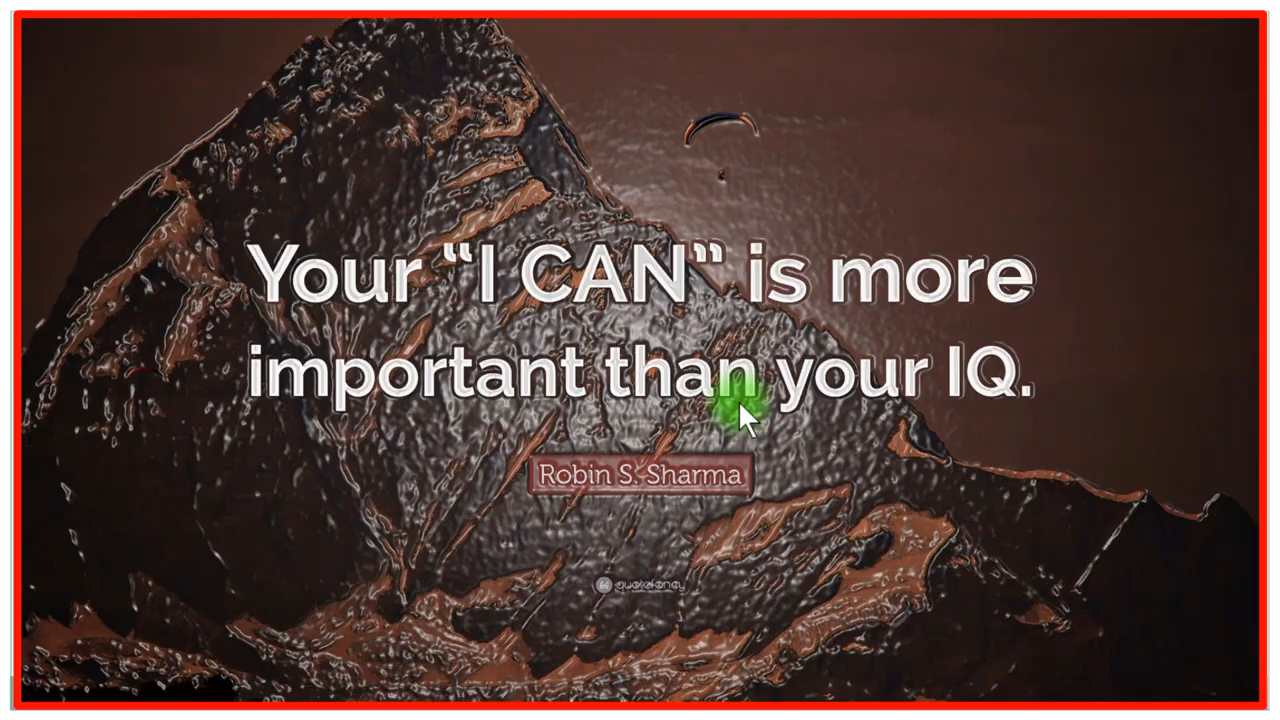 Your “I CAN” is more
important than your IQ.
Robin S. Sharma
quotefancy